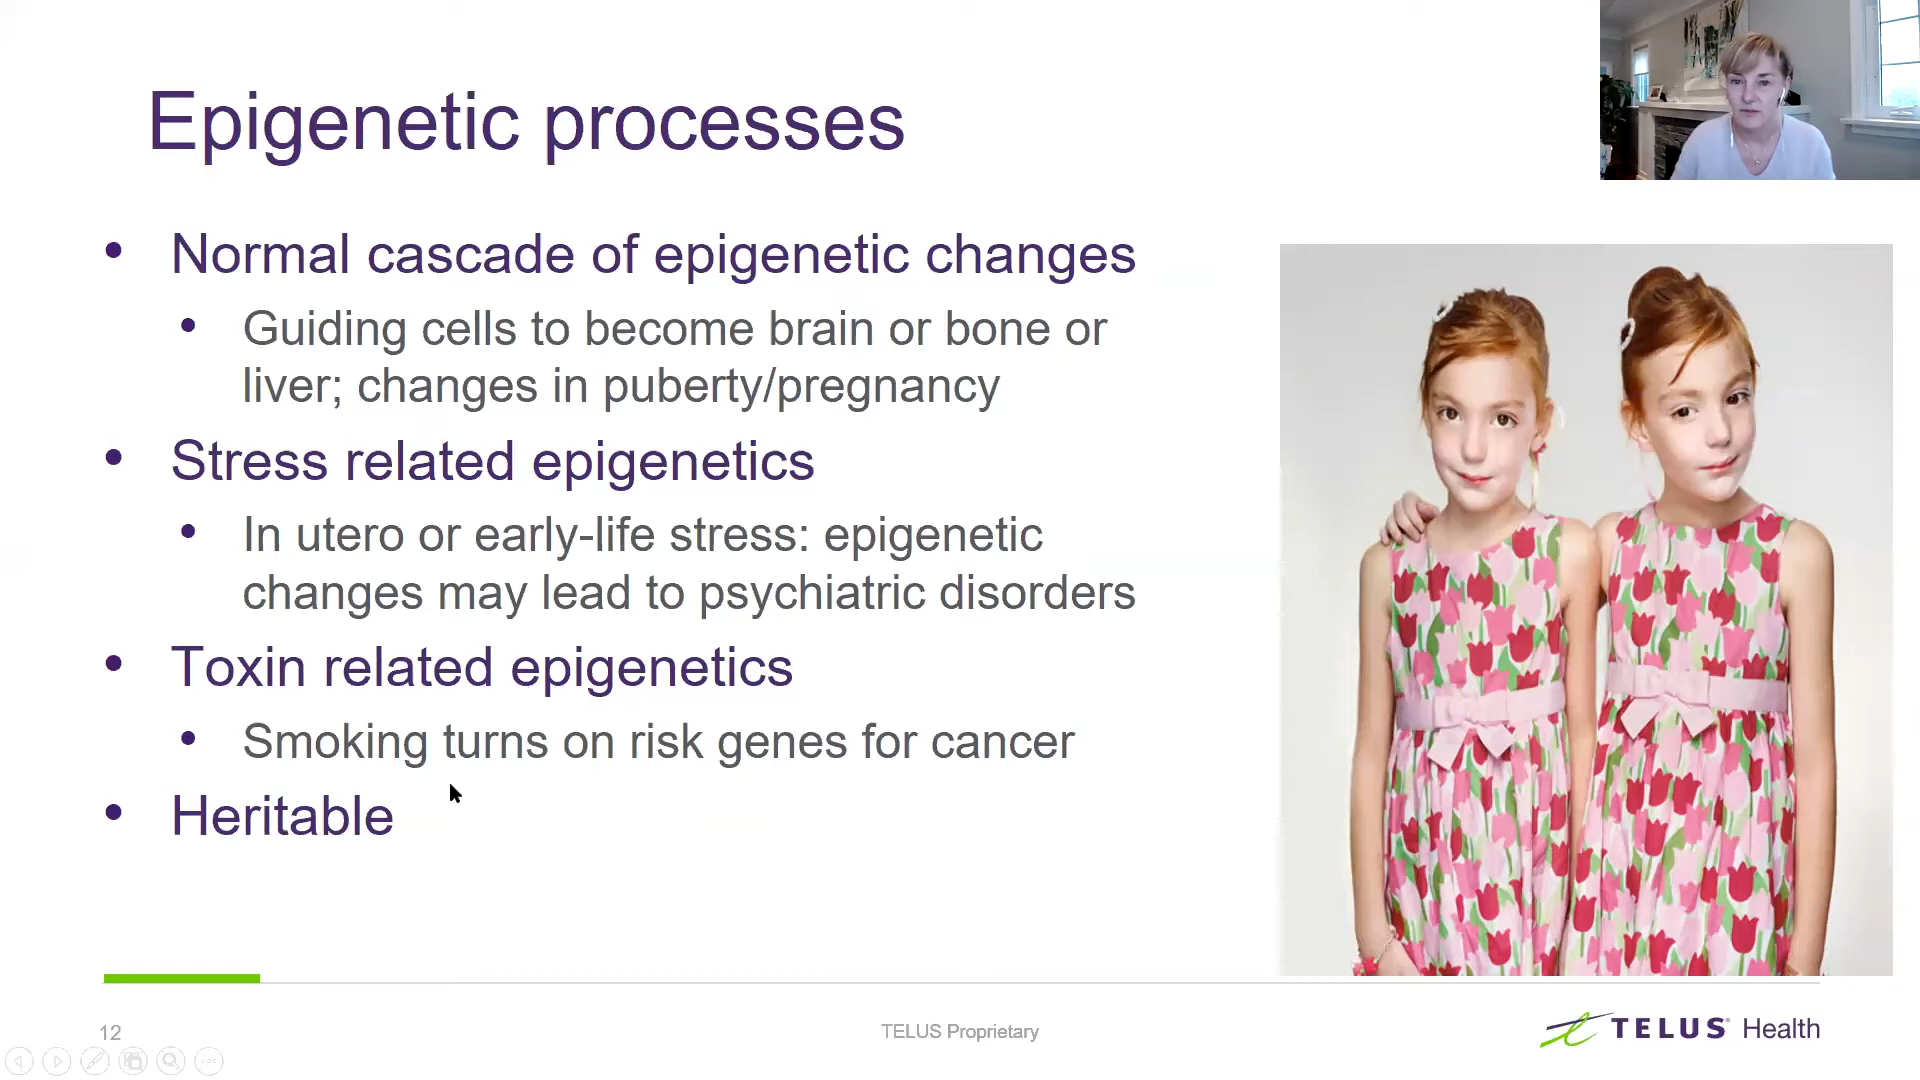 Epigenetic processes
• Normal cascade of epigenetic changes
• Guiding cells to become brain or bone or
liver; changes in puberty/pregnancy
• Stress related epigenetics
• In utero or early-life stress: epigenetic
changes may lead to psychiatric disorders
• Toxin related epigenetics
• Smoking turns on risk genes for cancer
• Heritable
12
TELUS Proprietary
TELUS® Health